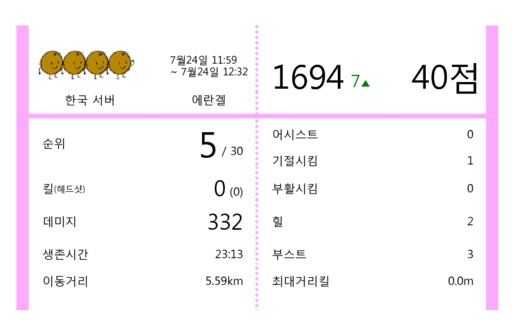 7월24일 11:59
~ 7월24일 12:32
한국 서버
에란겔
1694 7▲
40점
순위 5 / 30
킬(헤드샷) 0 (0)
데미지 332
생존시간 23:13
이동거리 5.59km
어시스트 0
기절시킴 1
부활시킴 0
힐 2
부스트 3
최대거리킬 0.0m